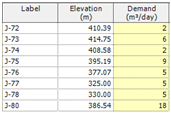 Label Elevation (m) Demand (m³/day)
J-72 410.39 2
J-73 414.75 6
J-74 408.58 2
J-75 395.19 9
J-76 377.07 5
J-77 325.00 5
J-78 330.00 5
J-80 386.54 18